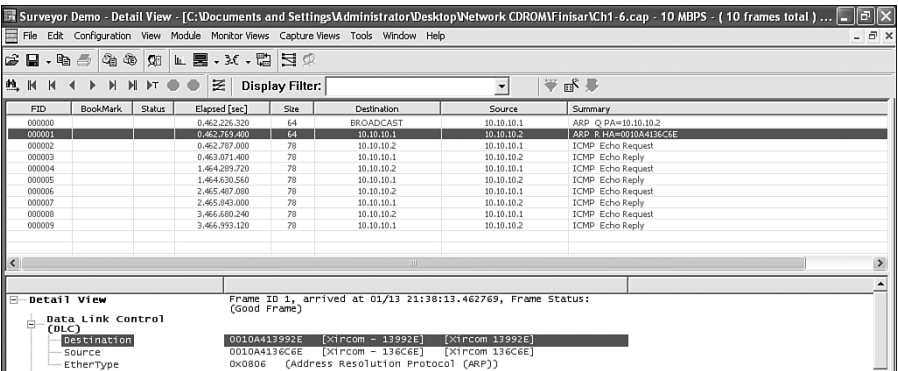 Surveyor Demo - Detail View - [C:\Documents and Settings\Administrator\Desktop\Network CDROM\Finisar\Ch1-6.cap - 10 MBPS - ( 10 frames total ) ...
File Edit Configuration View Module Monitor Views Capture Views Tools Window Help
Display Filter:
FID BookMark Status Elapsed [sec] Size Destination Source Summary
000000 0.462.226.320 64 BROADCAST 10.10.10.1 ARP Q PA=10.10.10.2
000001 0.462.769.400 64 10.10.10.1 10.10.10.2 ARP R HA=0010A4136C6E
000002 0.462.787.000 78 10.10.10.2 10.10.10.1 ICMP Echo Request
000003 0.463.071.400 78 10.10.10.1 10.10.10.2 ICMP Echo Reply
000004 1.464.289.720 78 10.10.10.2 10.10.10.1 ICMP Echo Request
000005 1.464.630.560 78 10.10.10.1 10.10.10.2 ICMP Echo Reply
000006 2.465.487.080 78 10.10.10.2 10.10.10.1 ICMP Echo Request
000007 2.465.843.000 78 10.10.10.1 10.10.10.2 ICMP Echo Reply
000008 3.466.680.240 78 10.10.10.2 10.10.10.1 ICMP Echo Request
000009 3.466.993.120 78 10.10.10.1 10.10.10.2 ICMP Echo Reply
Detail View Frame ID 1, arrived at 01/13 21:38:13.462769, Frame Status:
(Good Frame)
Data Link Control
(DLC)
Destination 0010A413992E [Xircom - 13992E] [Xircom 13992E]
Source 0010A4136C6E [Xircom - 136C6E] [Xircom 136C6E]
EtherType 0x0806 (Address Resolution Protocol (ARP))